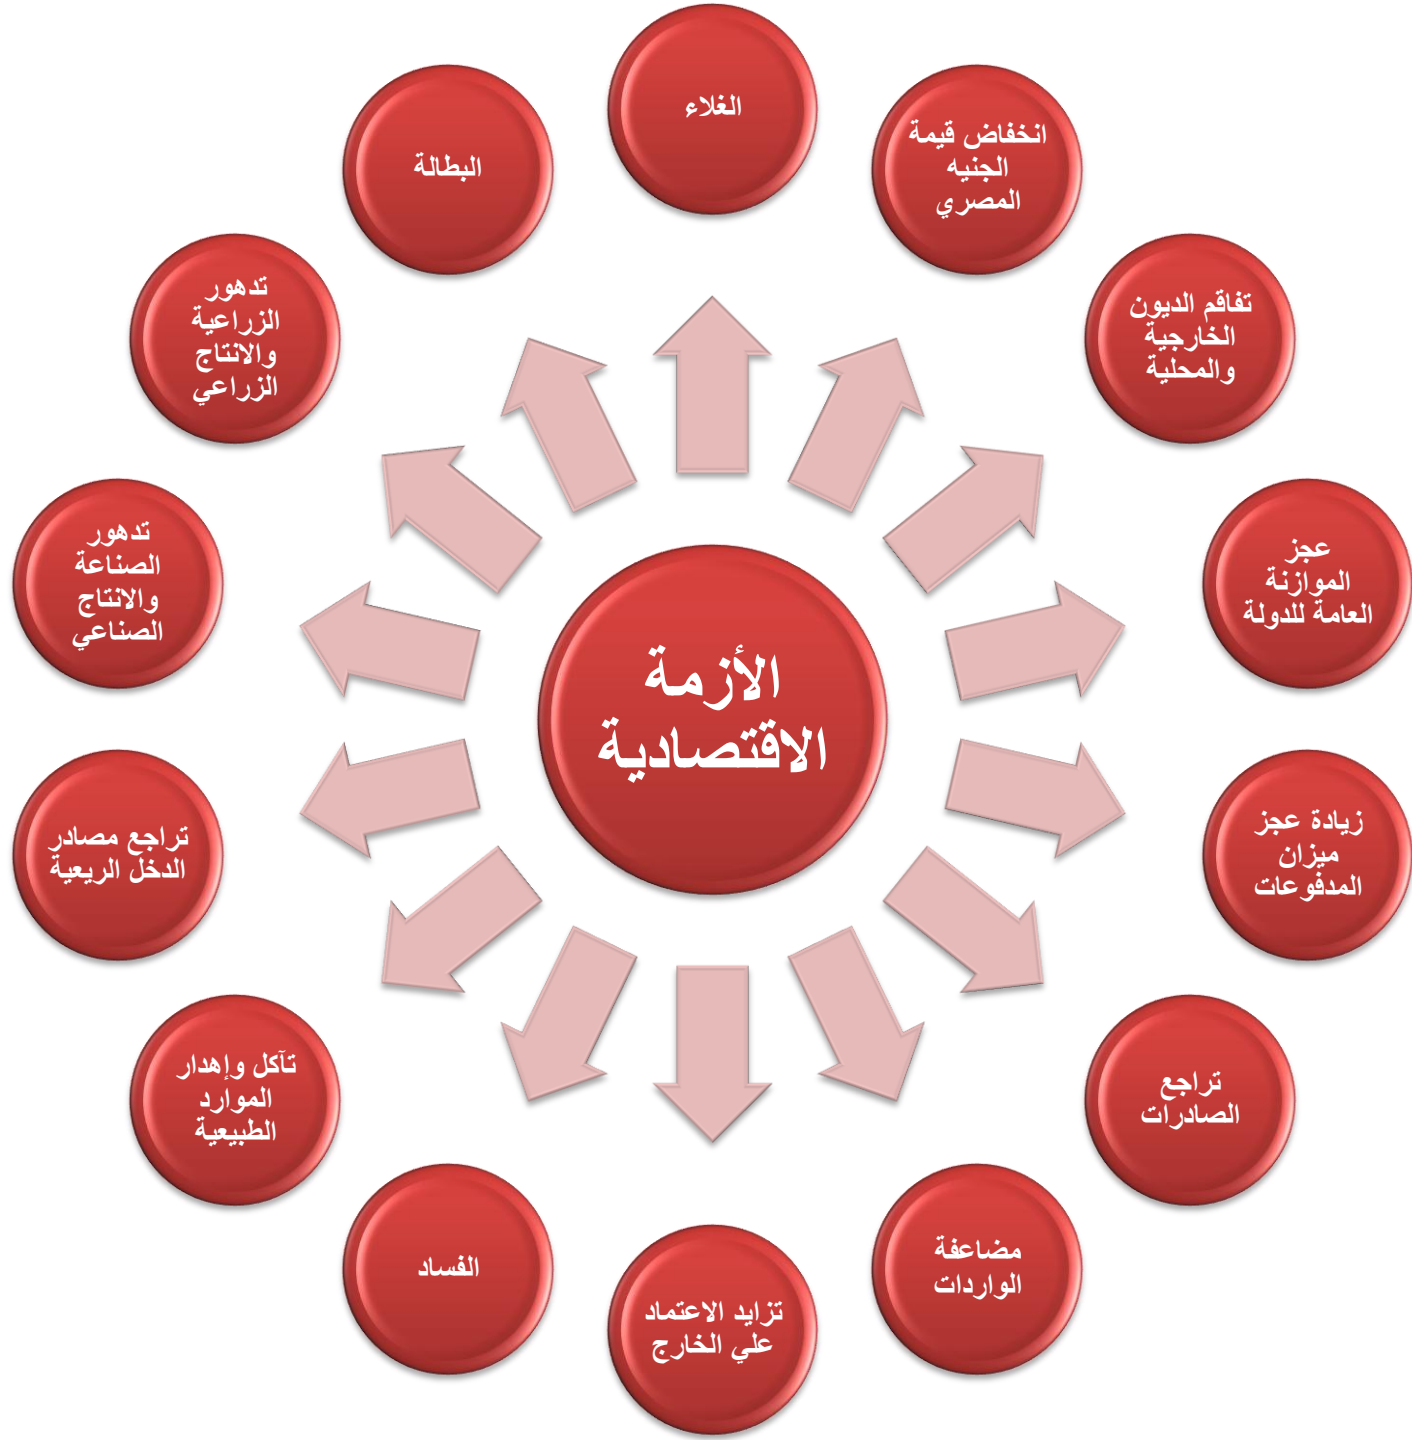 الأزمة
الاقتصادية
الغلاء
انخفاض قيمة
الجنيه
المصري
تفاقم الديون
الخارجية
والمحلية
عجز
الموازنة
العامة للدولة
زيادة عجز
ميزان
المدفوعات
تراجع
الصادرات
مضاعفة
الواردات
تزايد الاعتماد
علي الخارج
الفساد
تآكل وإهدار
الموارد
الطبيعية
تراجع مصادر
الدخل الريعية
تدهور
الصناعة
والانتاج
الصناعي
تدهور
الزراعية
والانتاج
الزراعي
البطالة